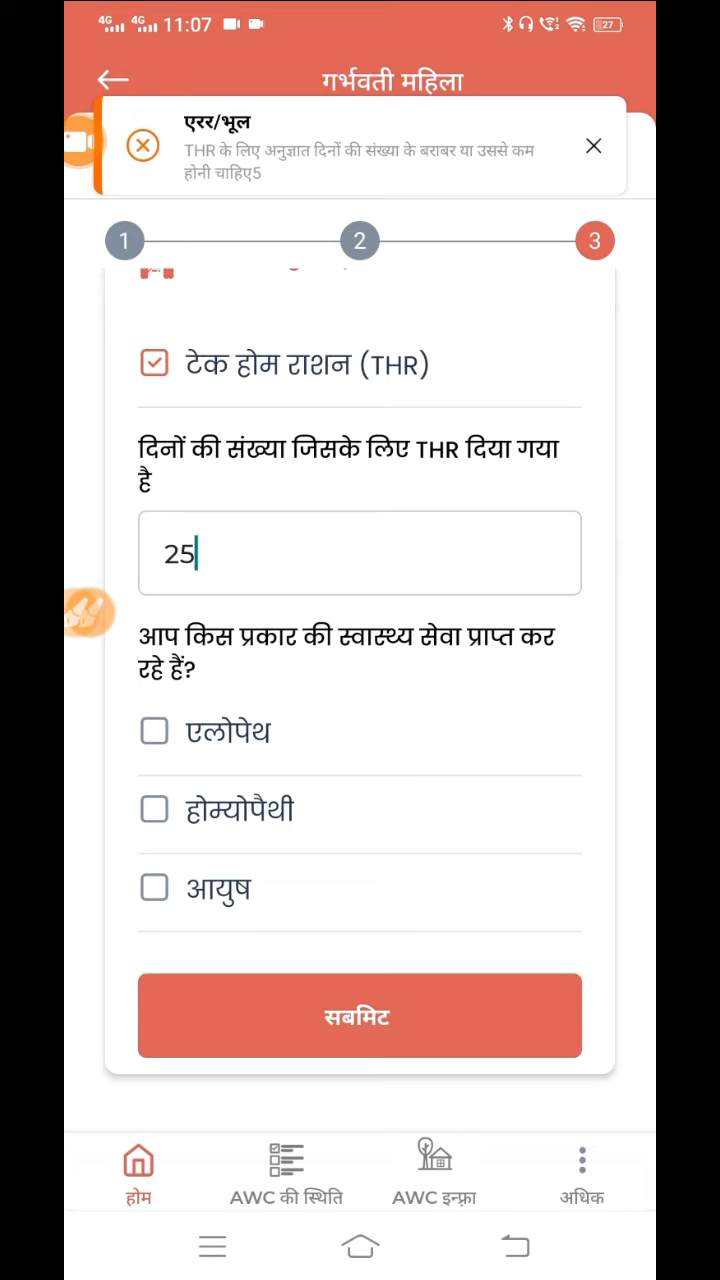 4G 4G 11:07 27
गर्भवती महिला
एरर/भूल
THR के लिए अनुज्ञात दिनों की संख्या के बराबर या उससे कम
होनी चाहिए5
1 2 3
टेक होम राशन (THR)
दिनों की संख्या जिसके लिए THR दिया गया
है
25
आप किस प्रकार की स्वास्थ्य सेवा प्राप्त कर
रहे हैं?
एलोपेथ
होम्योपैथी
आयुष
सबमिट
होम AWC की स्थिति AWC इन्फ़्रा अधिक